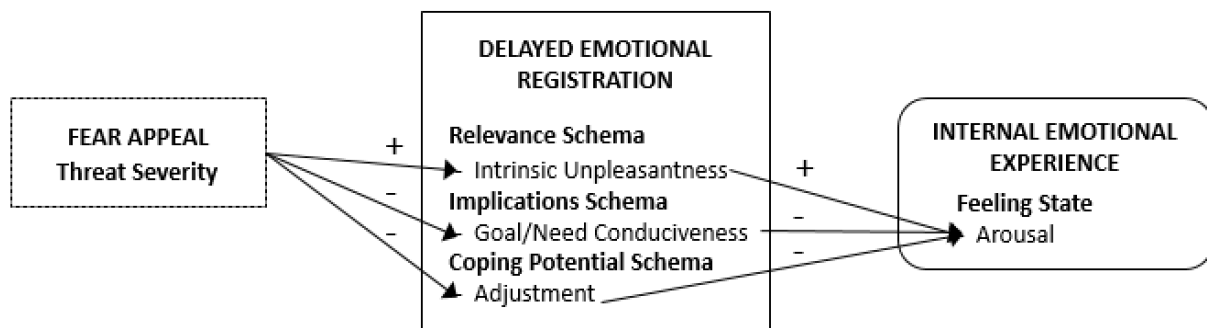 FEAR APPEAL
Threat Severity
+
-
-
DELAYED EMOTIONAL
REGISTRATION
Relevance Schema
- Intrinsic Unpleasantness
Implications Schema
- Goal/Need Conduciveness
Coping Potential Schema
- Adjustment
+
-
-
INTERNAL EMOTIONAL
EXPERIENCE
Feeling State
- Arousal